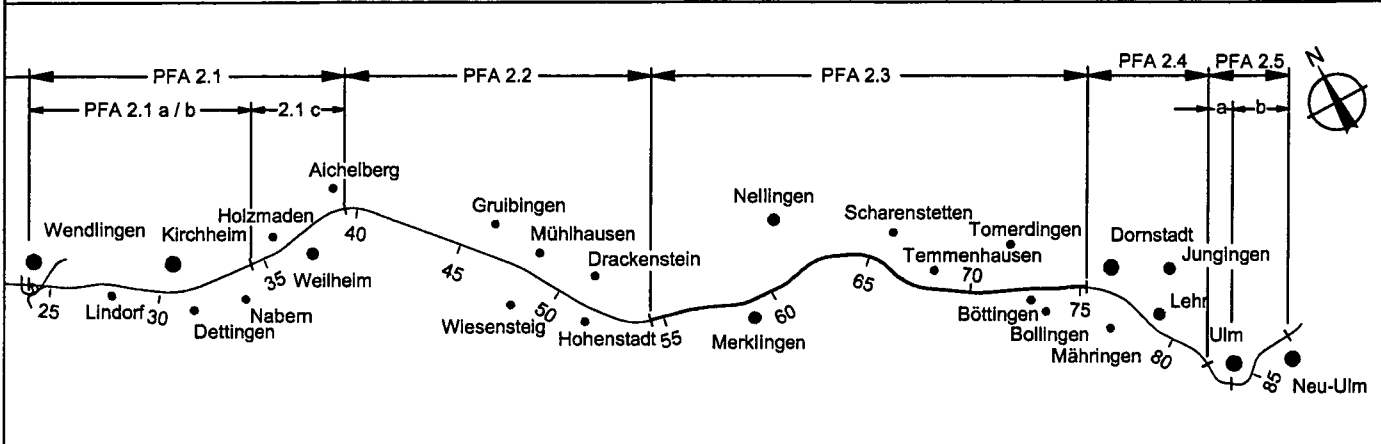 PFA 2.1
PFA 2.2
PFA 2.3
PFA 2.4
PFA 2.5
N
PFA 2.1 a / b
2.1 c
a
b
Aichelberg
Wendlingen
Holzmaden
Kirchheim
40
Gruibingen
Mühlhausen
Drackenstein
Nellingen
Scharenstetten
Tomerdingen
Temmenhausen
Dornstadt
Jungingen
35
Weilheim
45
65
70
25
Lindorf
30
Nabern
Dettingen
50
Wiesensteig
Hohenstadt
55
60
Merklingen
Böttingen
Bollingen
75
Lehr
Mähringen
80
Ulm
85
Neu-Ulm